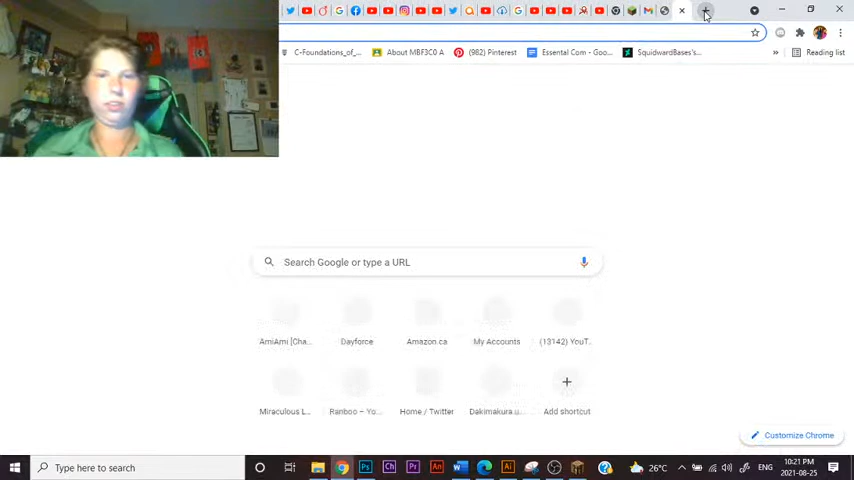 C-Foundations_of_...
About MBF3C0 A
(982) Pinterest
Essental Com - Goo...
SquidwardBases's...
»
Reading list
Search Google or type a URL
AmiAmi [Cha...
Dayforce
Amazon.ca
My Accounts
(13142) YouT...
Miraculous L...
Ranboo – Yo...
Home / Twitter
Dakimakura.u...
Add shortcut
Customize Chrome
Type here to search
26°C
ENG
10:21 PM
2021-08-25